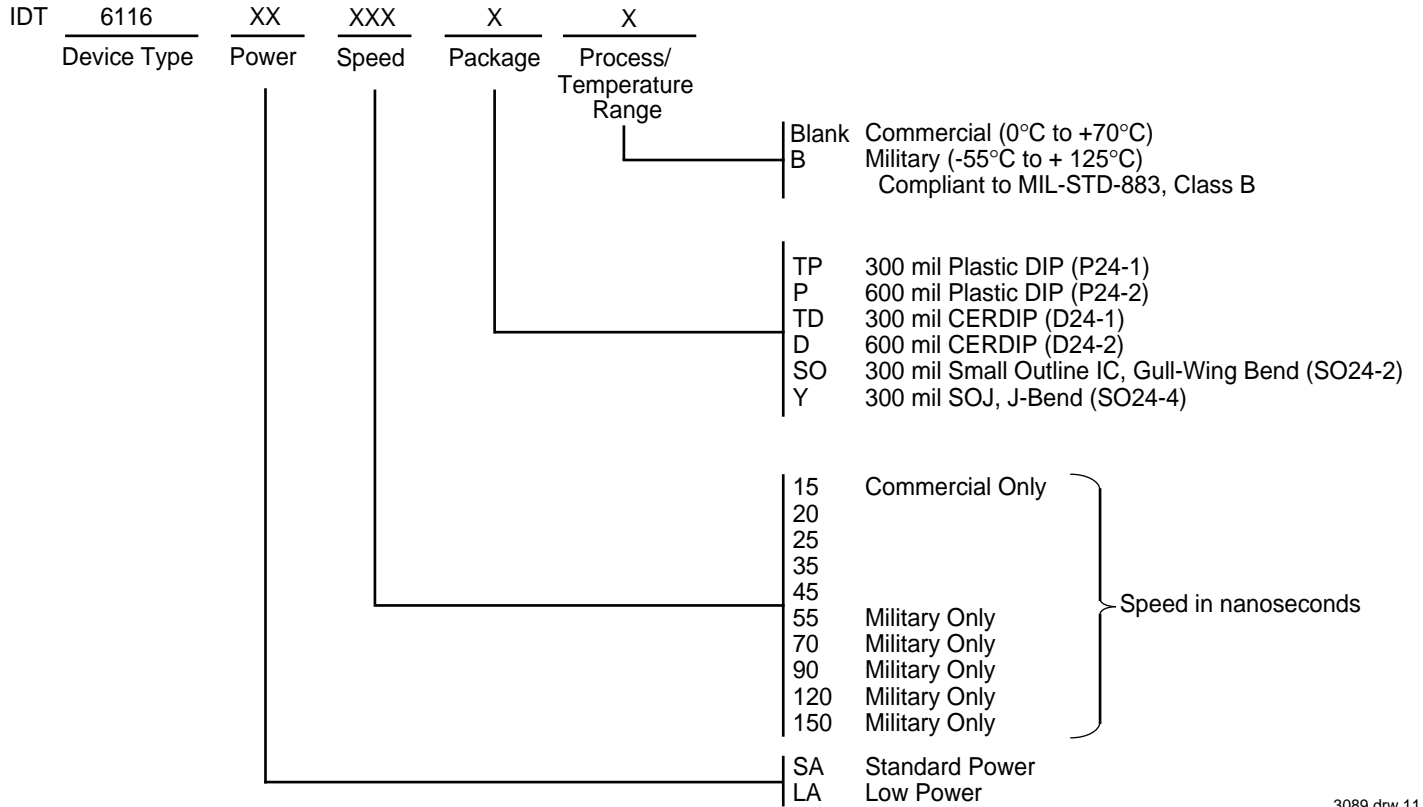 IDT 6116 XX XXX X X
Device Type Power Speed Package Process/
Temperature
Range
Blank Commercial (0°C to +70°C)
B Military (-55°C to + 125°C)
Compliant to MIL-STD-883, Class B
TP 300 mil Plastic DIP (P24-1)
P 600 mil Plastic DIP (P24-2)
TD 300 mil CERDIP (D24-1)
D 600 mil CERDIP (D24-2)
SO 300 mil Small Outline IC, Gull-Wing Bend (SO24-2)
Y 300 mil SOJ, J-Bend (SO24-4)
15 Commercial Only
20
25
35
45
55 Military Only
70 Military Only
90 Military Only
120 Military Only
150 Military Only
Speed in nanoseconds
SA Standard Power
LA Low Power
3089 drw 11